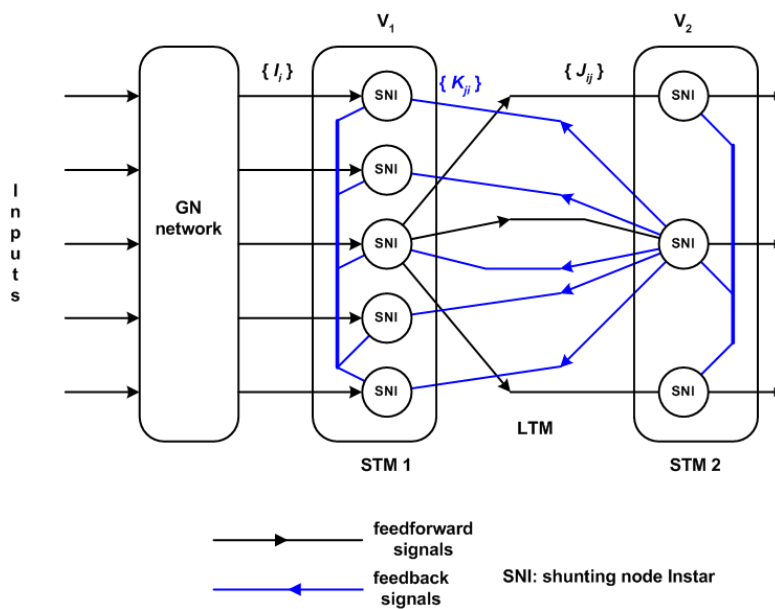 V1
V2
{ Ii }
{ Kji }
{ Jij }
SNI
SNI
SNI
SNI
SNI
SNI
SNI
SNI
Inputs
GN
network
LTM
STM 1
STM 2
feedforward
signals
feedback
signals
SNI: shunting node Instar